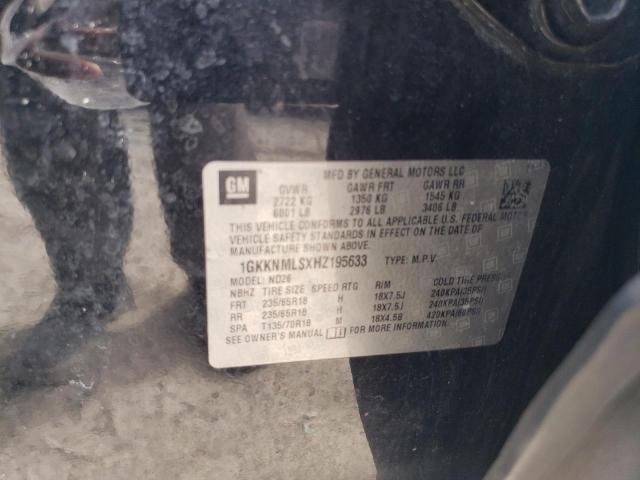 GM
MFD BY GENERAL MOTORS LLC
GVWR GAWR FRT GAWR RR
2722 KG 1350 KG 1545 KG
6001 LB 2976 LB 3406 LB
THIS VEHICLE CONFORMS TO ALL APPLICABLE U.S. FEDERAL MOTOR
VEHICLE SAFETY STANDARDS IN EFFECT ON THE DATE OF MANUFACTURE
SHOWN ABOVE.
1GKKNMLSXHZ195633 TYPE: M.P.V.
MODEL: ND26
NBHZ TIRE SIZE SPEED RTG RIM COLD TIRE PRESS
FRT 235/65R18 H 18X7.5J 240KPA(35PSI)
RR 235/65R18 H 18X7.5J 240KPA(35PSI)
SPA T135/70R18 M 18X4.5B 420KPA(60PSI)
SEE OWNER'S MANUAL FOR MORE INFORMATION.